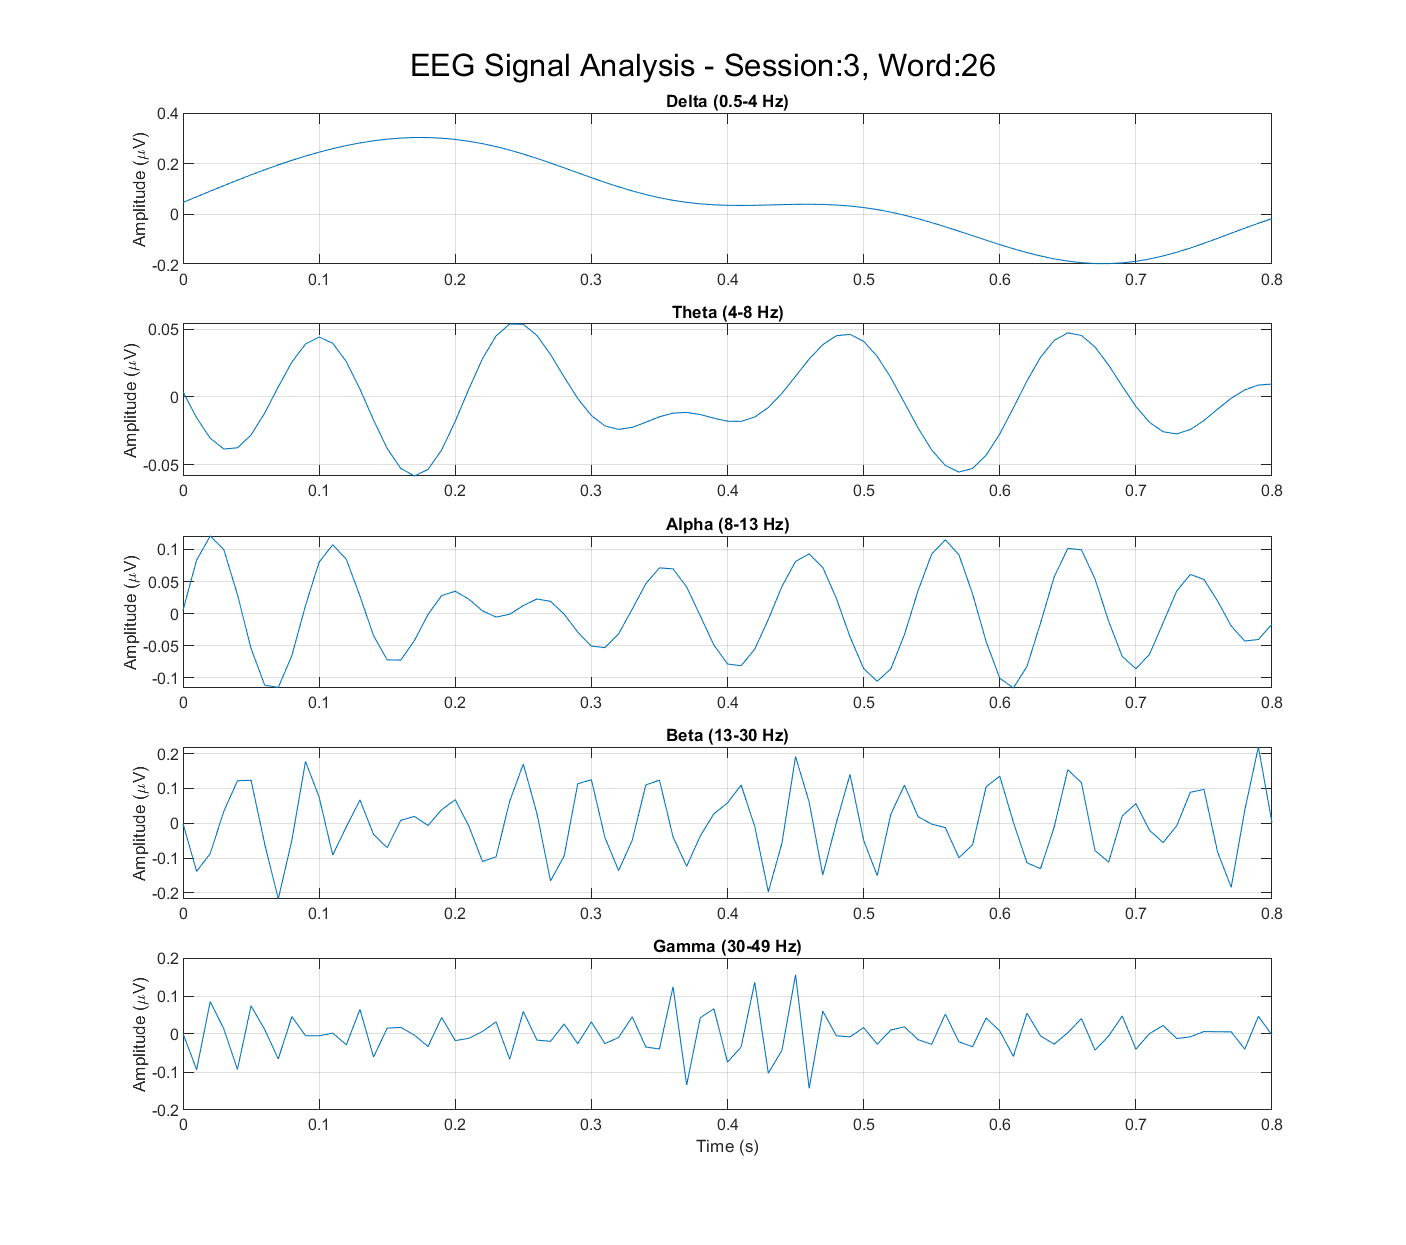 EEG Signal Analysis - Session:3, Word:26
Delta (0.5-4 Hz)
Amplitude (μV)
0.4
0.2
0
-0.2
0 0.1 0.2 0.3 0.4 0.5 0.6 0.7 0.8
Theta (4-8 Hz)
Amplitude (μV)
0.05
0
-0.05
0 0.1 0.2 0.3 0.4 0.5 0.6 0.7 0.8
Alpha (8-13 Hz)
Amplitude (μV)
0.1
0.05
0
-0.05
-0.1
0 0.1 0.2 0.3 0.4 0.5 0.6 0.7 0.8
Beta (13-30 Hz)
Amplitude (μV)
0.2
0.1
0
-0.1
-0.2
0 0.1 0.2 0.3 0.4 0.5 0.6 0.7 0.8
Gamma (30-49 Hz)
Amplitude (μV)
0.2
0.1
0
-0.1
-0.2
0 0.1 0.2 0.3 0.4 0.5 0.6 0.7 0.8
Time (s)